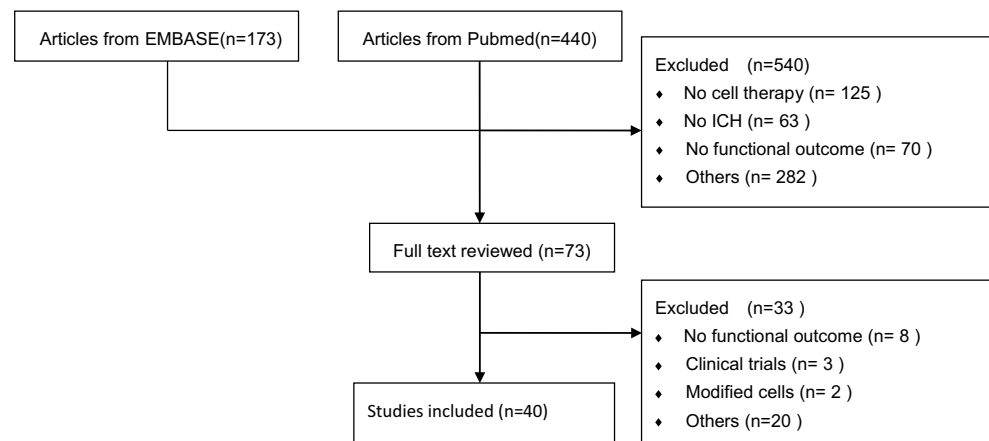 Articles from EMBASE(n=173)
Articles from Pubmed(n=440)
Excluded (n=540)
♦ No cell therapy (n= 125 )
♦ No ICH (n= 63 )
♦ No functional outcome (n= 70 )
♦ Others (n= 282 )
Full text reviewed (n=73)
Excluded (n=33 )
♦ No functional outcome (n= 8 )
♦ Clinical trials (n= 3 )
♦ Modified cells (n= 2 )
♦ Others (n=20 )
Studies included (n=40)